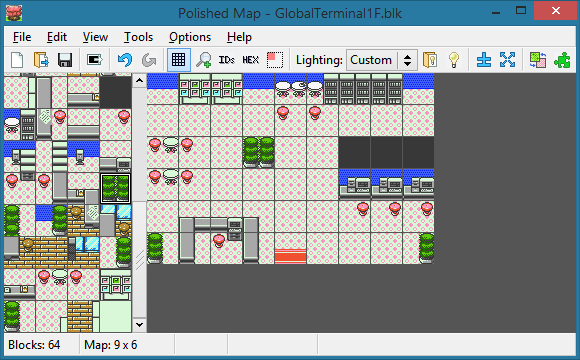 Polished Map - GlobalTerminal1F.blk
File Edit View Tools Options Help
IDs HEX Lighting: Custom
Blocks: 64 Map: 9 x 6